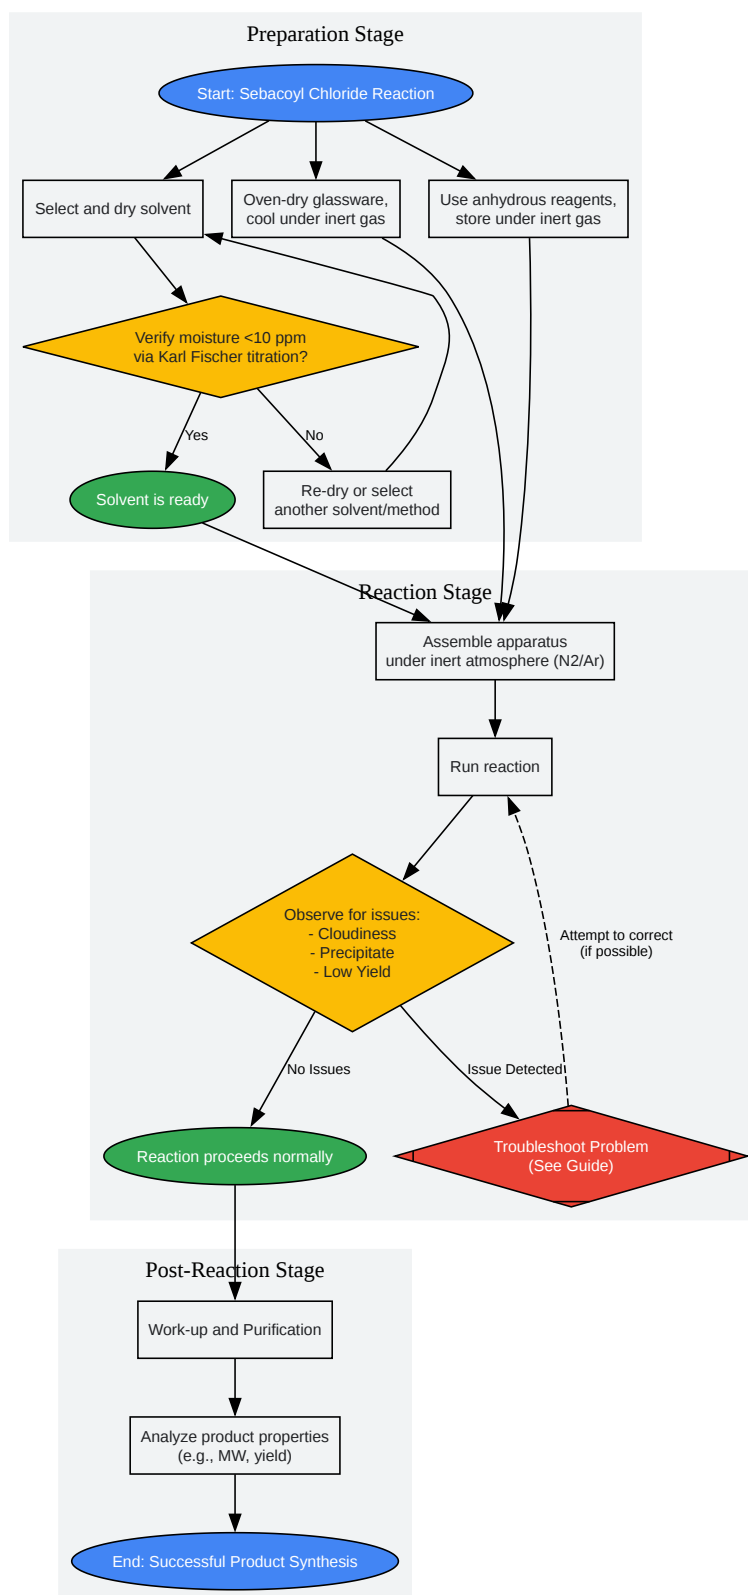 Preparation Stage
Start: Sebacoyl Chloride Reaction
Select and dry solvent
Oven-dry glassware,
cool under inert gas
Use anhydrous reagents,
store under inert gas
Verify moisture <10 ppm
via Karl Fischer titration?
Yes
No
Solvent is ready
Re-dry or select
another solvent/method
Reaction Stage
Assemble apparatus
under inert atmosphere (N2/Ar)
Run reaction
Observe for issues:
- Cloudiness
- Precipitate
- Low Yield
Attempt to correct
(if possible)
No Issues
Issue Detected
Reaction proceeds normally
Troubleshoot Problem
(See Guide)
Post-Reaction Stage
Work-up and Purification
Analyze product properties
(e.g., MW, yield)
End: Successful Product Synthesis